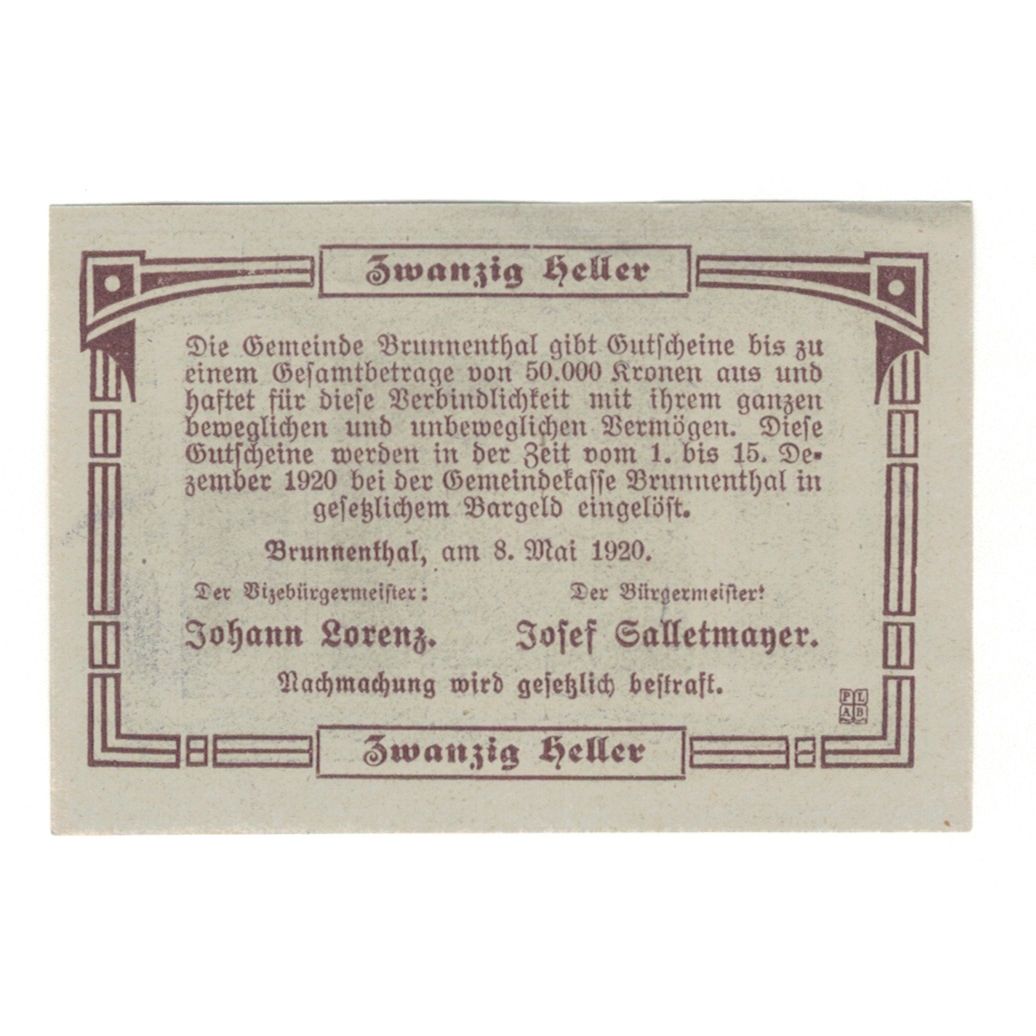 Zwanzig Heller
Die Gemeinde Brunnenthal gibt Gutscheine bis zu
einem Gesamtbetrage von 50.000 Kronen aus und
haftet für diese Verbindlichkeit mit ihrem ganzen
beweglichen und unbeweglichen Vermögen. Diese
Gutscheine werden in der Zeit vom 1. bis 15. De-
zember 1920 bei der Gemeindekasse Brunnenthal in
gesetzlichem Bargeld eingelöst.
Brunnenthal, am 8. Mai 1920.
Der Vizebürgermeister: Der Bürgermeister:
Johann Lorenz. Josef Salletmayer.
Nachmachung wird gesetzlich bestraft.
P L
A B
Zwanzig Heller